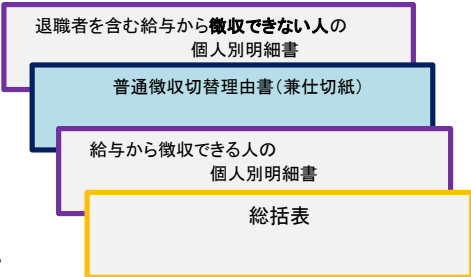 退職者を含む給与から徴収できない人の
個人別明細書
普通徴収切替理由書（兼仕切紙）
給与から徴収できる人の
個人別明細書
総括表